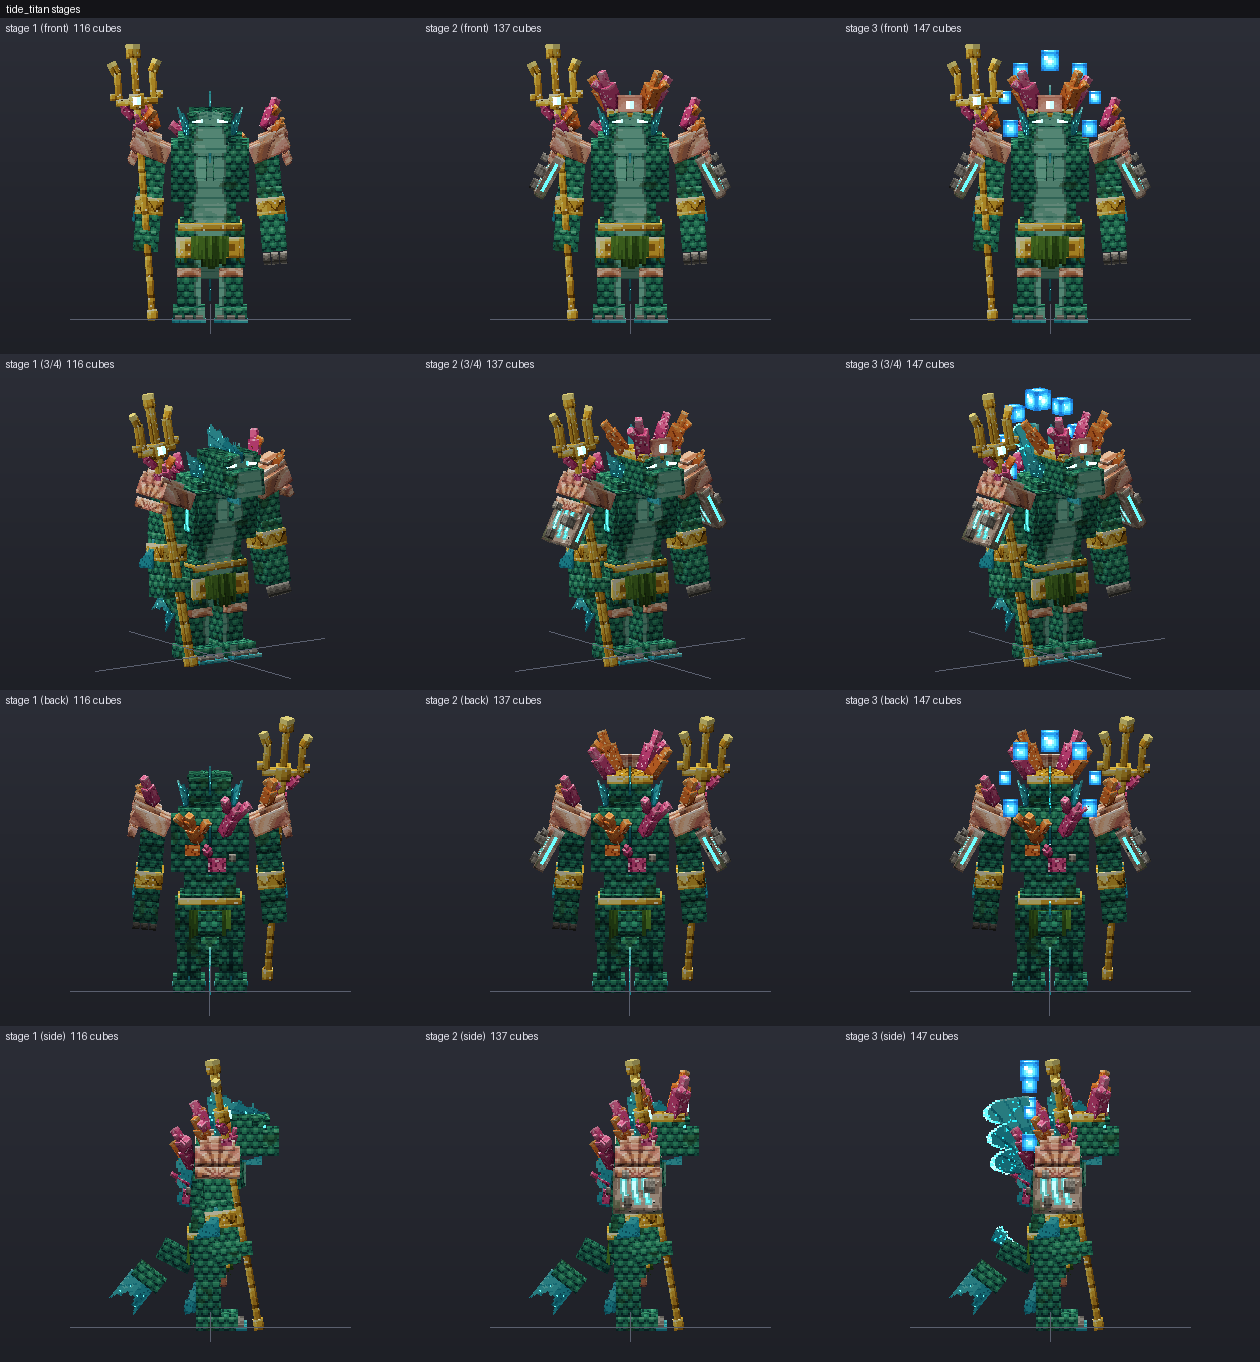 tide_titan stages
stage 1 (front) 116 cubes
stage 2 (front) 137 cubes
stage 3 (front) 147 cubes
stage 1 (3/4) 116 cubes
stage 2 (3/4) 137 cubes
stage 3 (3/4) 147 cubes
stage 1 (back) 116 cubes
stage 2 (back) 137 cubes
stage 3 (back) 147 cubes
stage 1 (side) 116 cubes
stage 2 (side) 137 cubes
stage 3 (side) 147 cubes